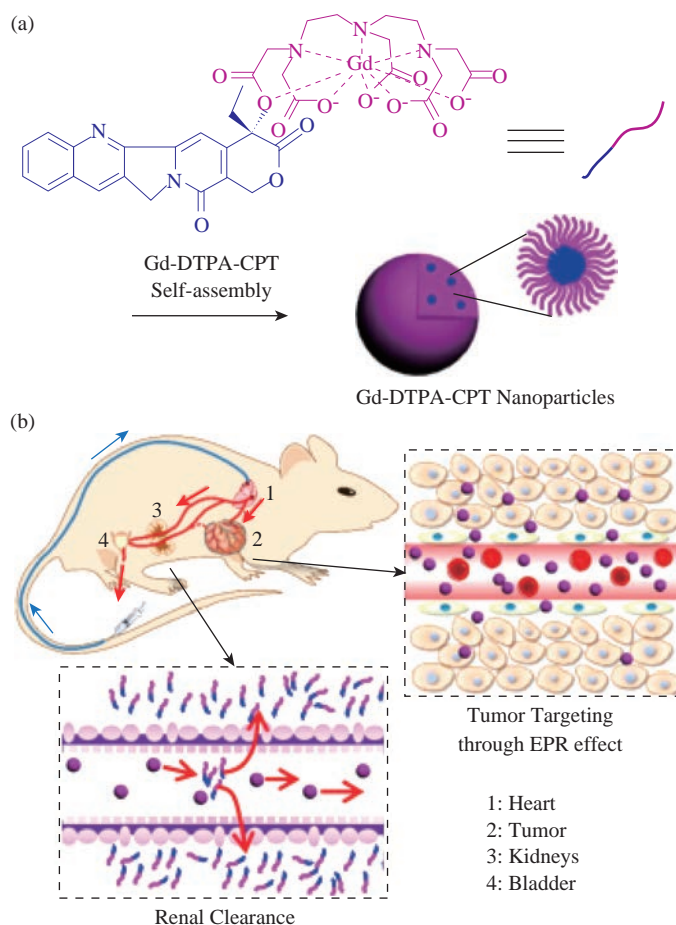 (a)
N
N
N
Gd
O
O
O
O
O
O-
O-
O-
O-
O
N
N
O
O
O
Gd-DTPA-CPT
Self-assembly
Gd-DTPA-CPT Nanoparticles
(b)
1
2
3
4
Tumor Targeting
through EPR effect
1: Heart
2: Tumor
3: Kidneys
4: Bladder
Renal Clearance